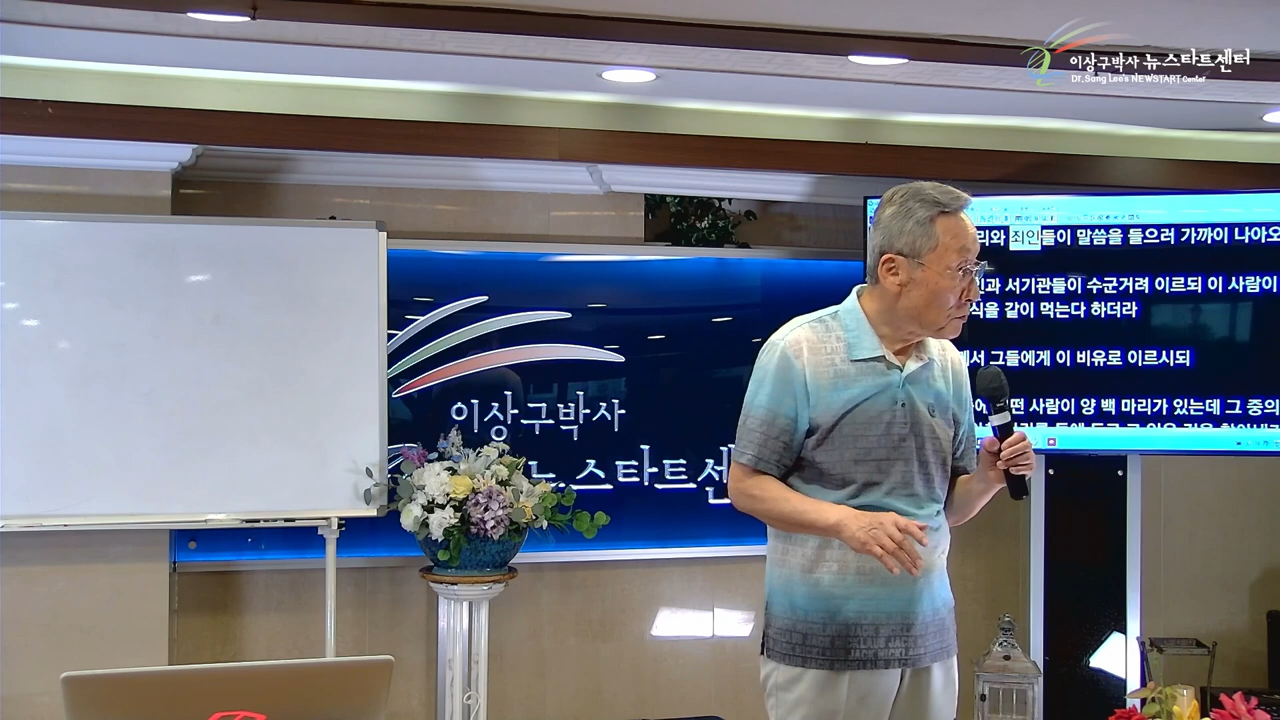 이상구박사 뉴스타트센터
Dr. Sang Lee's NEWSTART Center
리와 죄인들이 말씀을 들으러 가까이 나아오
과 서기관들이 수군거려 이르되 이 사람이
식을 같이 먹는다 하더라
께서 그들에게 이 비유로 이르시되
떤 사람이 양 백 마리가 있는데 그 중의
이상구박사
뉴스타트센
JACK NICKLAUS